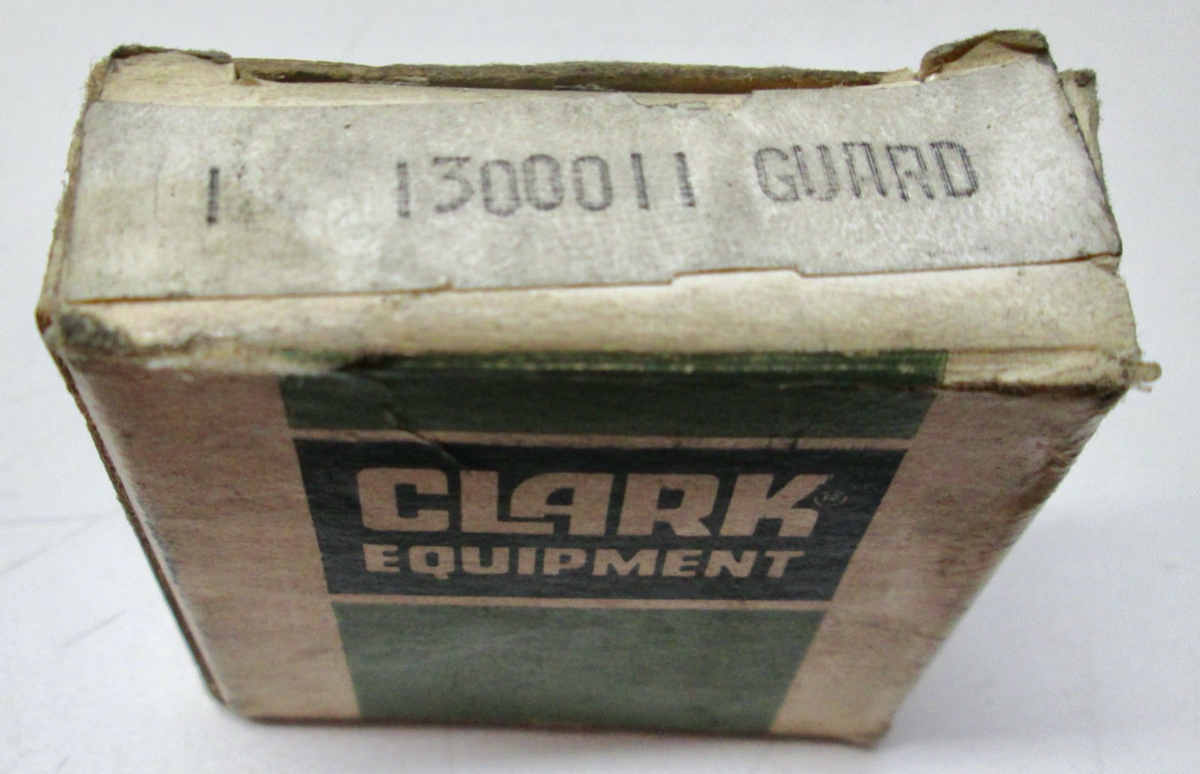 1 1300011 GUARD
CLARK®
EQUIPMENT